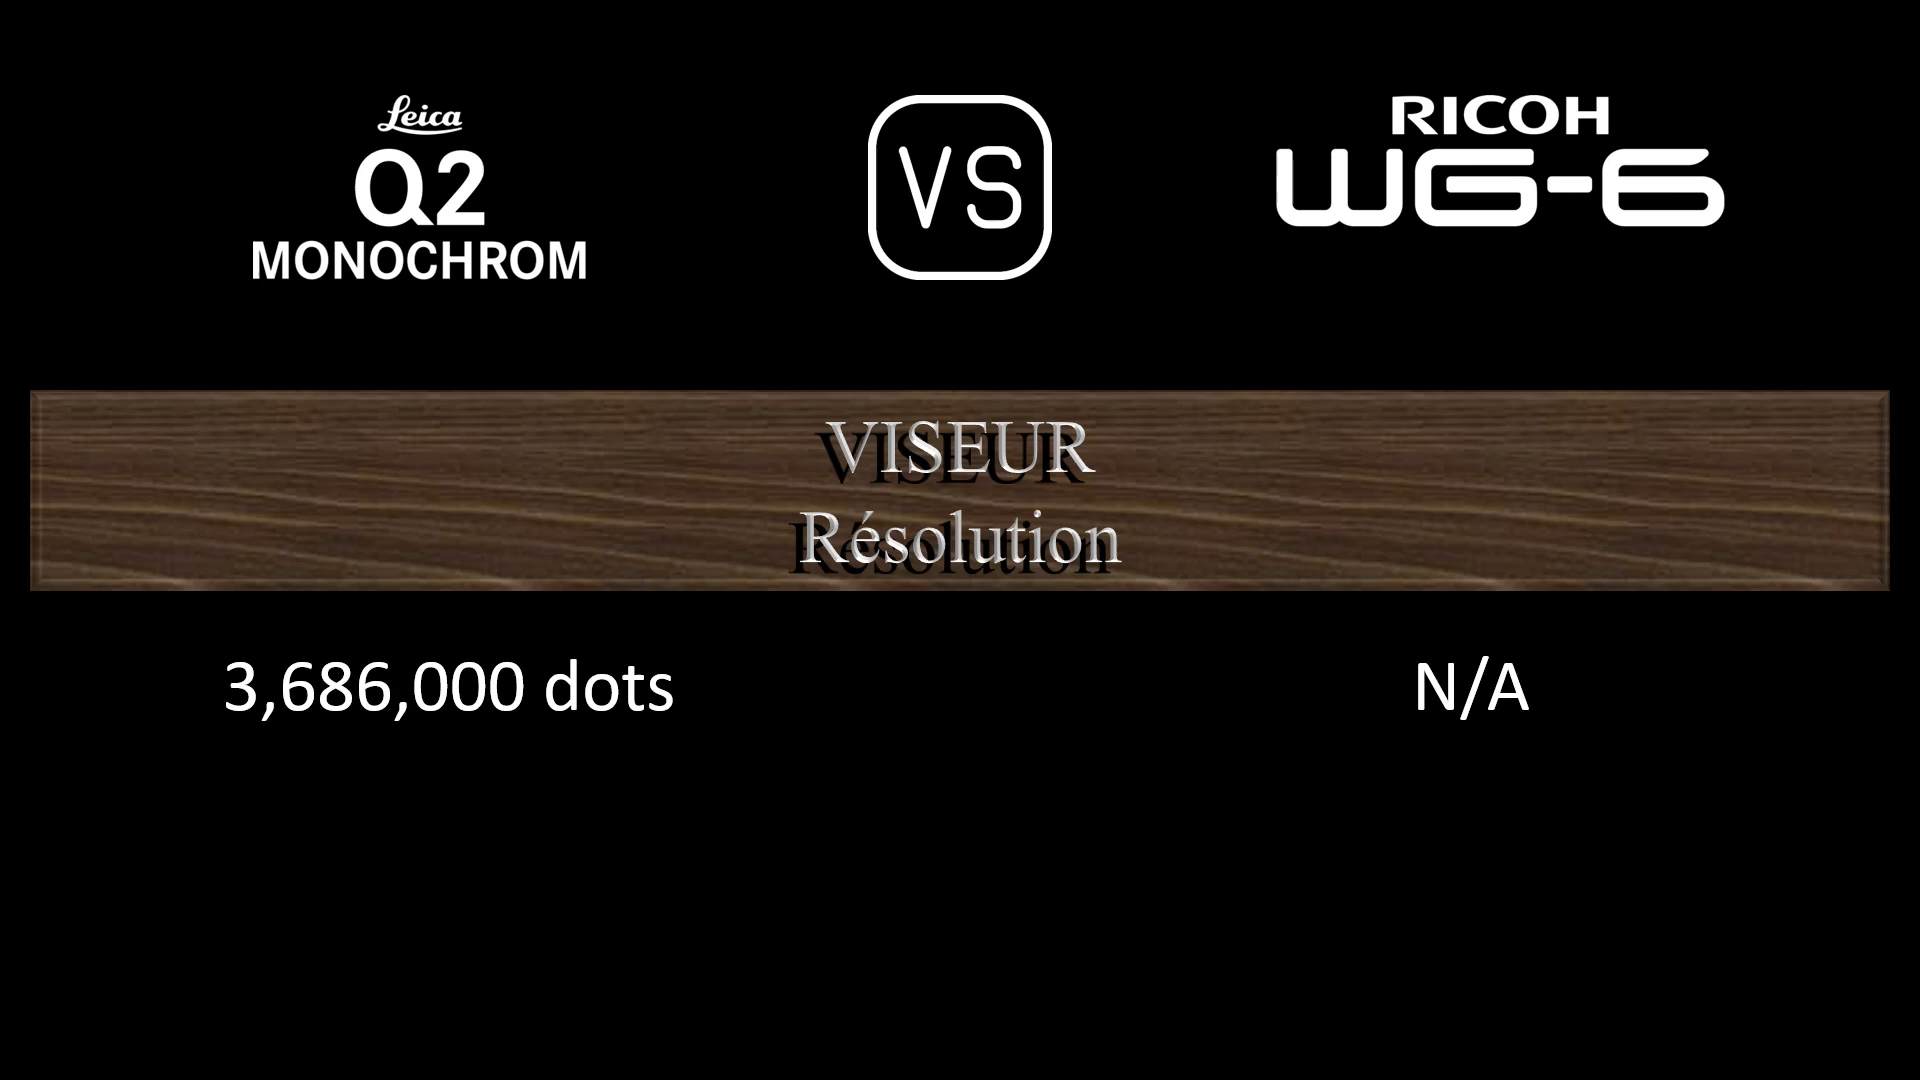 Leica
Q2
MONOCHROM
VS
RICOH
WG-6
VISEUR
Résolution
3,686,000 dots
N/A